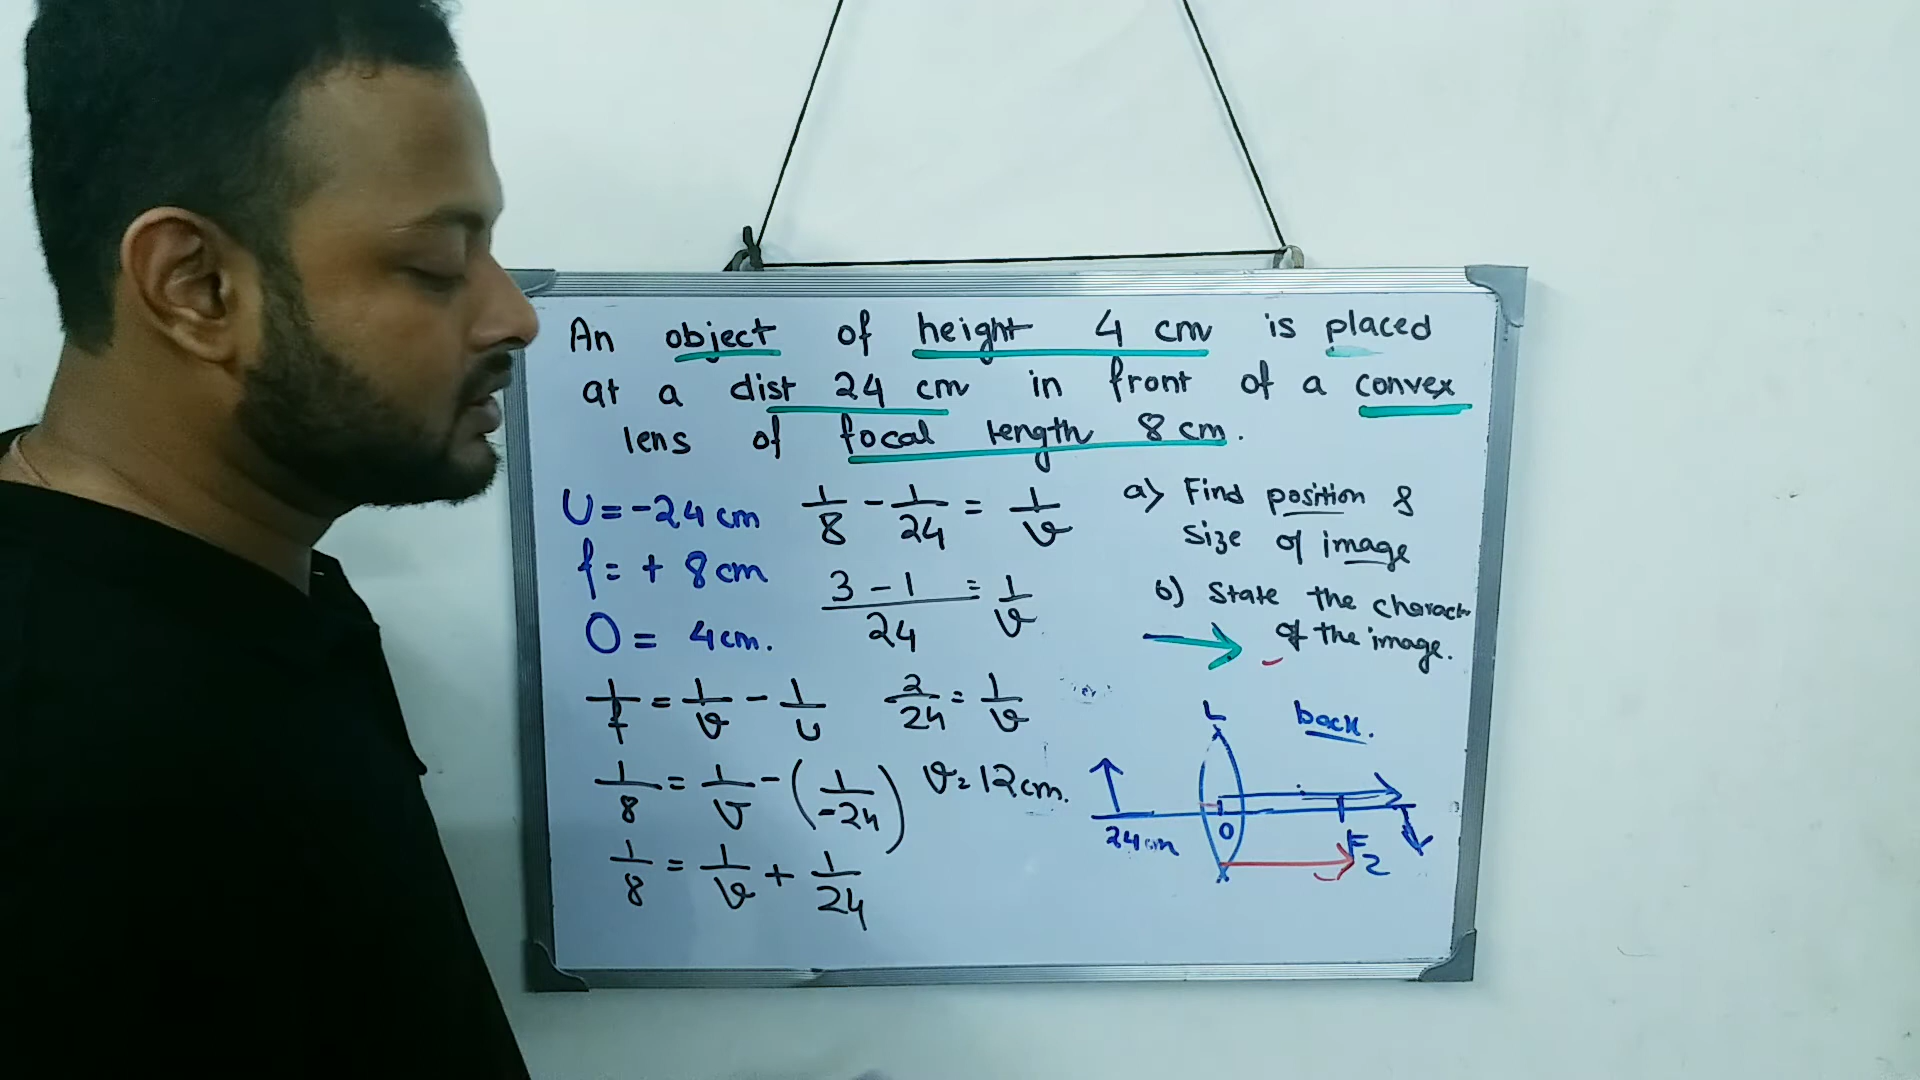 An object of height 4 cm is placed
at a dist 24 cm in front of a convex
lens of focal length 8 cm.
U = -24 cm
f = + 8 cm
O = 4 cm.
1/f = 1/v - 1/u
1/8 = 1/v - (1/-24)
1/8 = 1/v + 1/24
1/8 - 1/24 = 1/v
3 - 1/24 = 1/v
2/24 = 1/v
v = 12 cm.
a) Find position &
size of image
b) State the charact
of the image.
L
back.
24 cm
O
F2